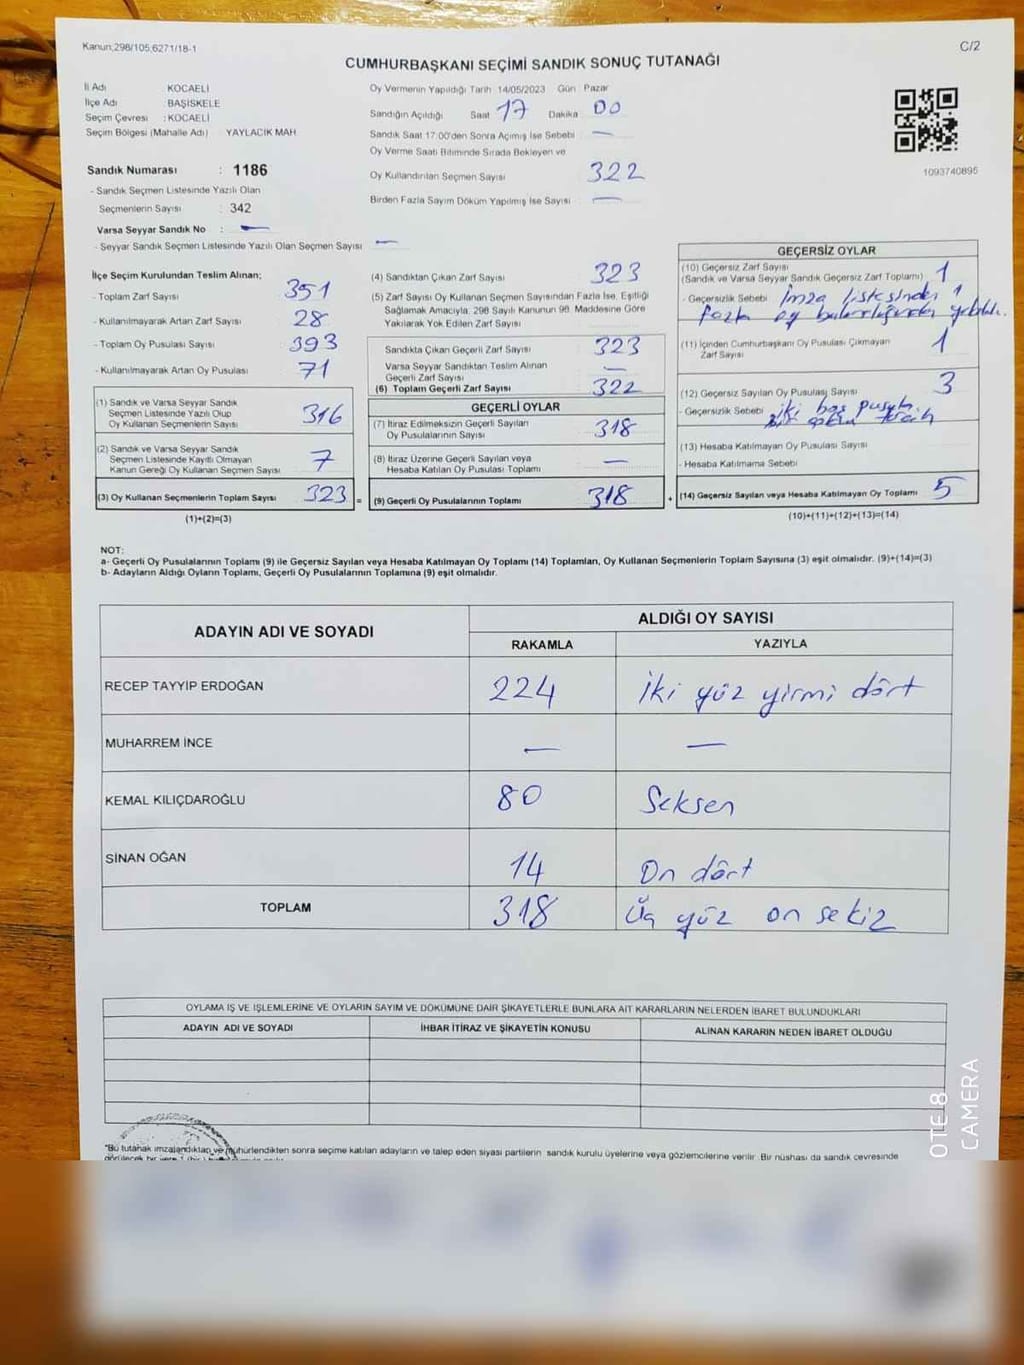 Kanun;298/105,6271/18-1
C/2
CUMHURBAŞKANI SEÇİMİ SANDIK SONUÇ TUTANAĞI
İli Adı KOCAELİ
İlçe Adı : BAŞİSKELE
Seçim Çevresi : KOCAELİ
Seçim Bölgesi (Mahalle Adı) YAYLACIK MAH
Sandık Numarası : 1186
- Sandık Seçmen Listesinde Yazılı Olan
Seçmenlerin Sayısı : 342
Varsa Seyyar Sandık No : —
- Seyyar Sandık Seçmen Listesinde Yazılı Olan Seçmen Sayısı —
Oy Vermenin Yapıldığı Tarih 14/05/2023 Gün Pazar
Sandığın Açıldığı Saat 17 Dakika 00
Sandık Saat 17:00'den Sonra Açımış İse Sebebi —
Oy Verme Saati Bitiminde Sırada Bekleyen ve
Oy Kullandırılan Seçmen Sayısı 322
Birden Fazla Sayım Döküm Yapılmış İse Sayısı —
1093740895
İlçe Seçim Kurulundan Teslim Alınan;
- Toplam Zarf Sayısı 351
- Kullanılmayarak Artan Zarf Sayısı 28
- Toplam Oy Pusulası Sayısı 393
- Kullanılmayarak Artan Oy Pusulası 71
(1) Sandık ve Varsa Seyyar Sandık
Seçmen Listesinde Yazılı Olup
Oy Kullanan Seçmenlerin Sayısı 316
(2) Sandık ve Varsa Seyyar Sandık
Seçmen Listesinde Kayıtlı Olmayan
Kanun Gereği Oy Kullanan Seçmen Sayısı 7
(3) Oy Kullanan Seçmenlerin Toplam Sayısı 323 =
(1)+(2)=(3)
(4) Sandıktan Çıkan Zarf Sayısı 323
(5) Zarf Sayısı Oy Kullanan Seçmen Sayısından Fazla İse, Eşitliği
Sağlamak Amacıyla, 298 Sayılı Kanunun 98. Maddesine Göre
Yakılarak Yok Edilen Zarf Sayısı
Sandıkta Çıkan Geçerli Zarf Sayısı 323
Varsa Seyyar Sandıktan Teslim Alınan
Geçerli Zarf Sayısı —
(6) Toplam Geçerli Zarf Sayısı 322
GEÇERLİ OYLAR
(7) İtiraz Edilmeksizin Geçerli Sayılan
Oy Pusulalarının Sayısı 318
(8) İtiraz Üzerine Geçerli Sayılan veya
Hesaba Katılan Oy Pusulası Toplamı —
(9) Geçerli Oy Pusulalarının Toplamı 318 +
GEÇERSİZ OYLAR
(10) Geçersiz Zarf Sayısı
(Sandık ve Varsa Seyyar Sandık Geçersiz Zarf Toplamı) 1
- Geçersizlik Sebebi İmza listesinden 1
fazla oy bulunduğundan yakıldı.
(11) İçinden Cumhurbaşkanı Oy Pusulası Çıkmayan
Zarf Sayısı 1
(12) Geçersiz Sayılan Oy Pusulası Sayısı 3
- Geçersizlik Sebebi iki boş pusula
bir tercih
(13) Hesaba Katılmayan Oy Pusulası Sayısı
- Hesaba Katılmama Sebebi
(14) Geçersiz Sayılan veya Hesaba Katılmayan Oy Toplamı 5
(10)+(11)+(12)+(13)=(14)
NOT:
a- Geçerli Oy Pusulalarının Toplamı (9) ile Geçersiz Sayılan veya Hesaba Katılmayan Oy Toplamı (14) Toplamları, Oy Kullanan Seçmenlerin Toplam Sayısına (3) eşit olmalıdır. (9)+(14)=(3)
b- Adayların Aldığı Oyların Toplamı, Geçerli Oy Pusulalarının Toplamına (9) eşit olmalıdır.
ADAYIN ADI VE SOYADI
ALDIĞI OY SAYISI
RAKAMLA YAZIYLA
RECEP TAYYİP ERDOĞAN 224 İki yüz yirmi dört
MUHARREM İNCE — —
KEMAL KILIÇDAROĞLU 80 Seksen
SİNAN OĞAN 14 On dört
TOPLAM 318 Üç yüz on sekiz
OYLAMA İŞ VE İŞLEMLERİNE VE OYLARIN SAYIM VE DÖKÜMÜNE DAİR ŞİKAYETLERLE BUNLARA AİT KARARLARIN NELERDEN İBARET BULUNDUKLARI
ADAYIN ADI VE SOYADI İHBAR İTİRAZ VE ŞİKAYETİN KONUSU ALINAN KARARIN NEDEN İBARET OLDUĞU
*Bu tutanak imzalandıktan ve mühürlendikten sonra seçime katılan adayların ve talep eden siyasi partilerin sandık kurulu üyelerine veya gözlemcilerine verilir. Bir nüshası da sandık çevresinde
OTE 8
CAMERA